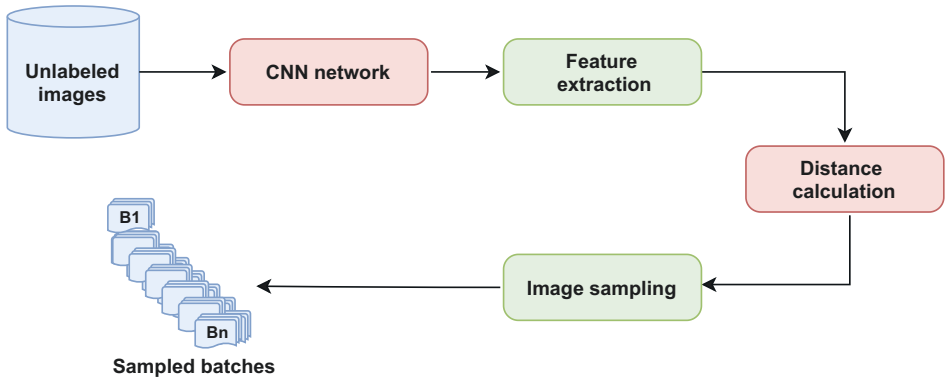 Unlabeled
images
CNN network
Feature
extraction
Distance
calculation
Image sampling
B1
Bn
Sampled batches